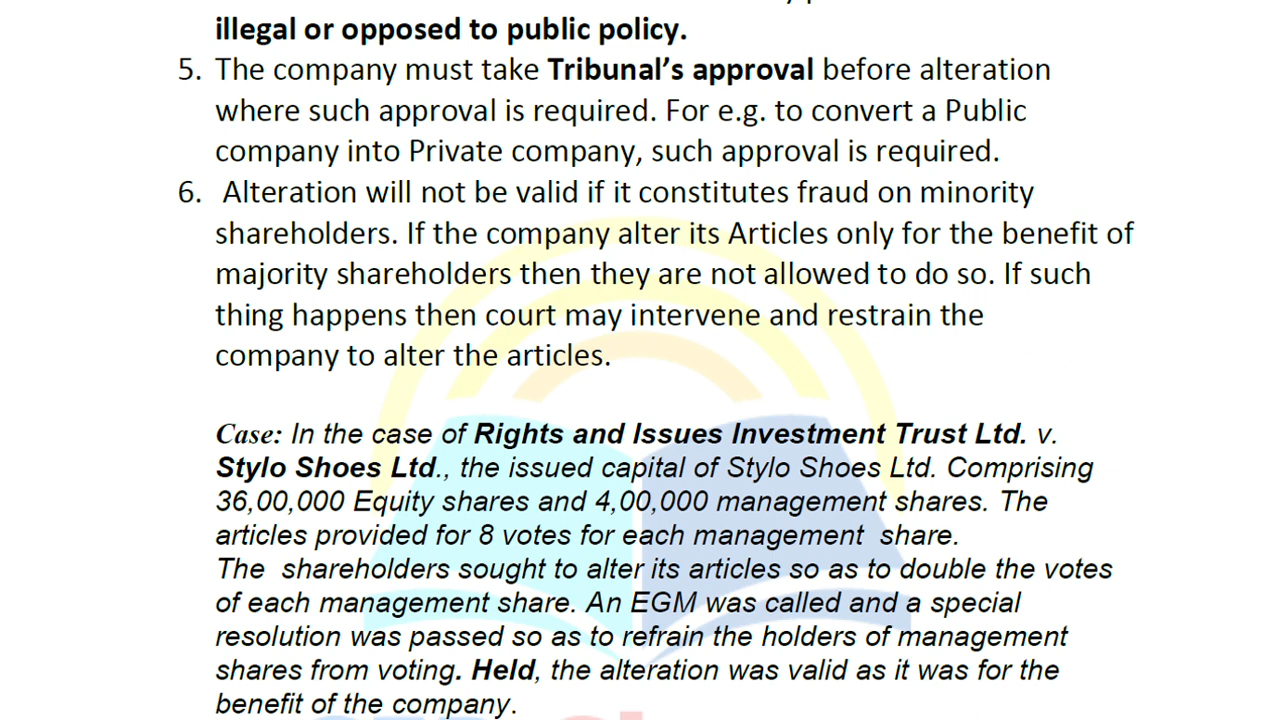 illegal or opposed to public policy.
5. The company must take Tribunal's approval before alteration
where such approval is required. For e.g. to convert a Public
company into Private company, such approval is required.
6. Alteration will not be valid if it constitutes fraud on minority
shareholders. If the company alter its Articles only for the benefit of
majority shareholders then they are not allowed to do so. If such
thing happens then court may intervene and restrain the
company to alter the articles.
Case: In the case of Rights and Issues Investment Trust Ltd. v.
Stylo Shoes Ltd., the issued capital of Stylo Shoes Ltd. Comprising
36,00,000 Equity shares and 4,00,000 management shares. The
articles provided for 8 votes for each management share.
The shareholders sought to alter its articles so as to double the votes
of each management share. An EGM was called and a special
resolution was passed so as to refrain the holders of management
shares from voting. Held, the alteration was valid as it was for the
benefit of the company.